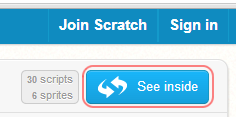 Join Scratch Sign in
30 scripts
6 sprites
See inside